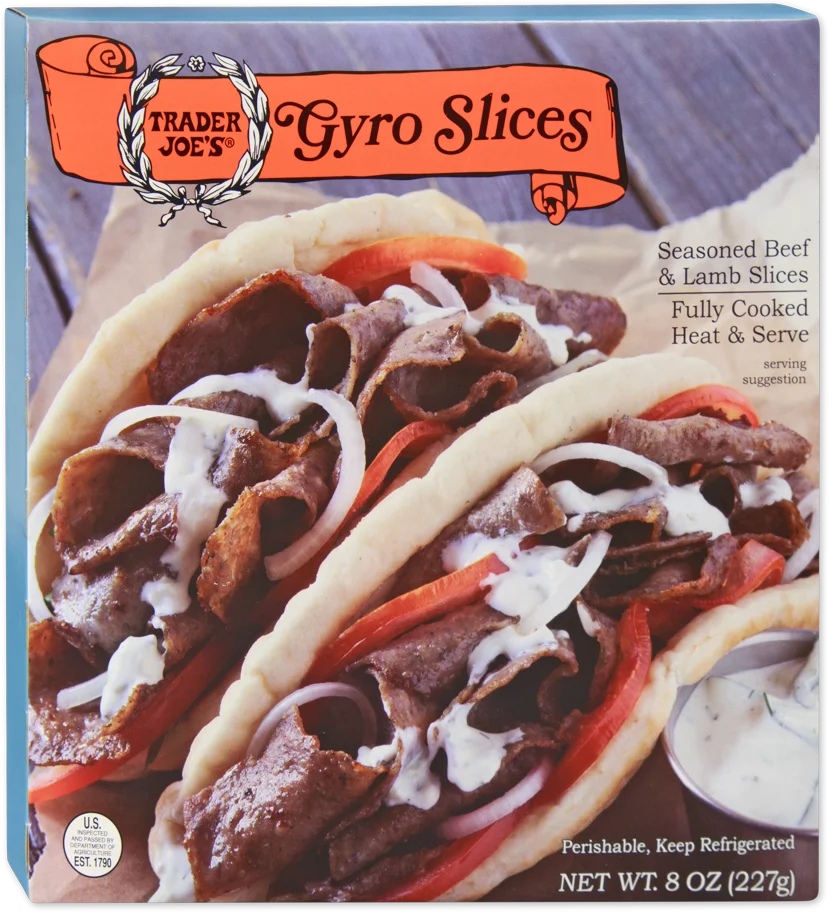 TRADER
JOE'S®
Gyro Slices
Seasoned Beef
& Lamb Slices
Fully Cooked
Heat & Serve
serving
suggestion
U.S.
INSPECTED
AND PASSED BY
DEPARTMENT OF
AGRICULTURE
EST. 1790
Perishable, Keep Refrigerated
NET WT. 8 OZ (227g)